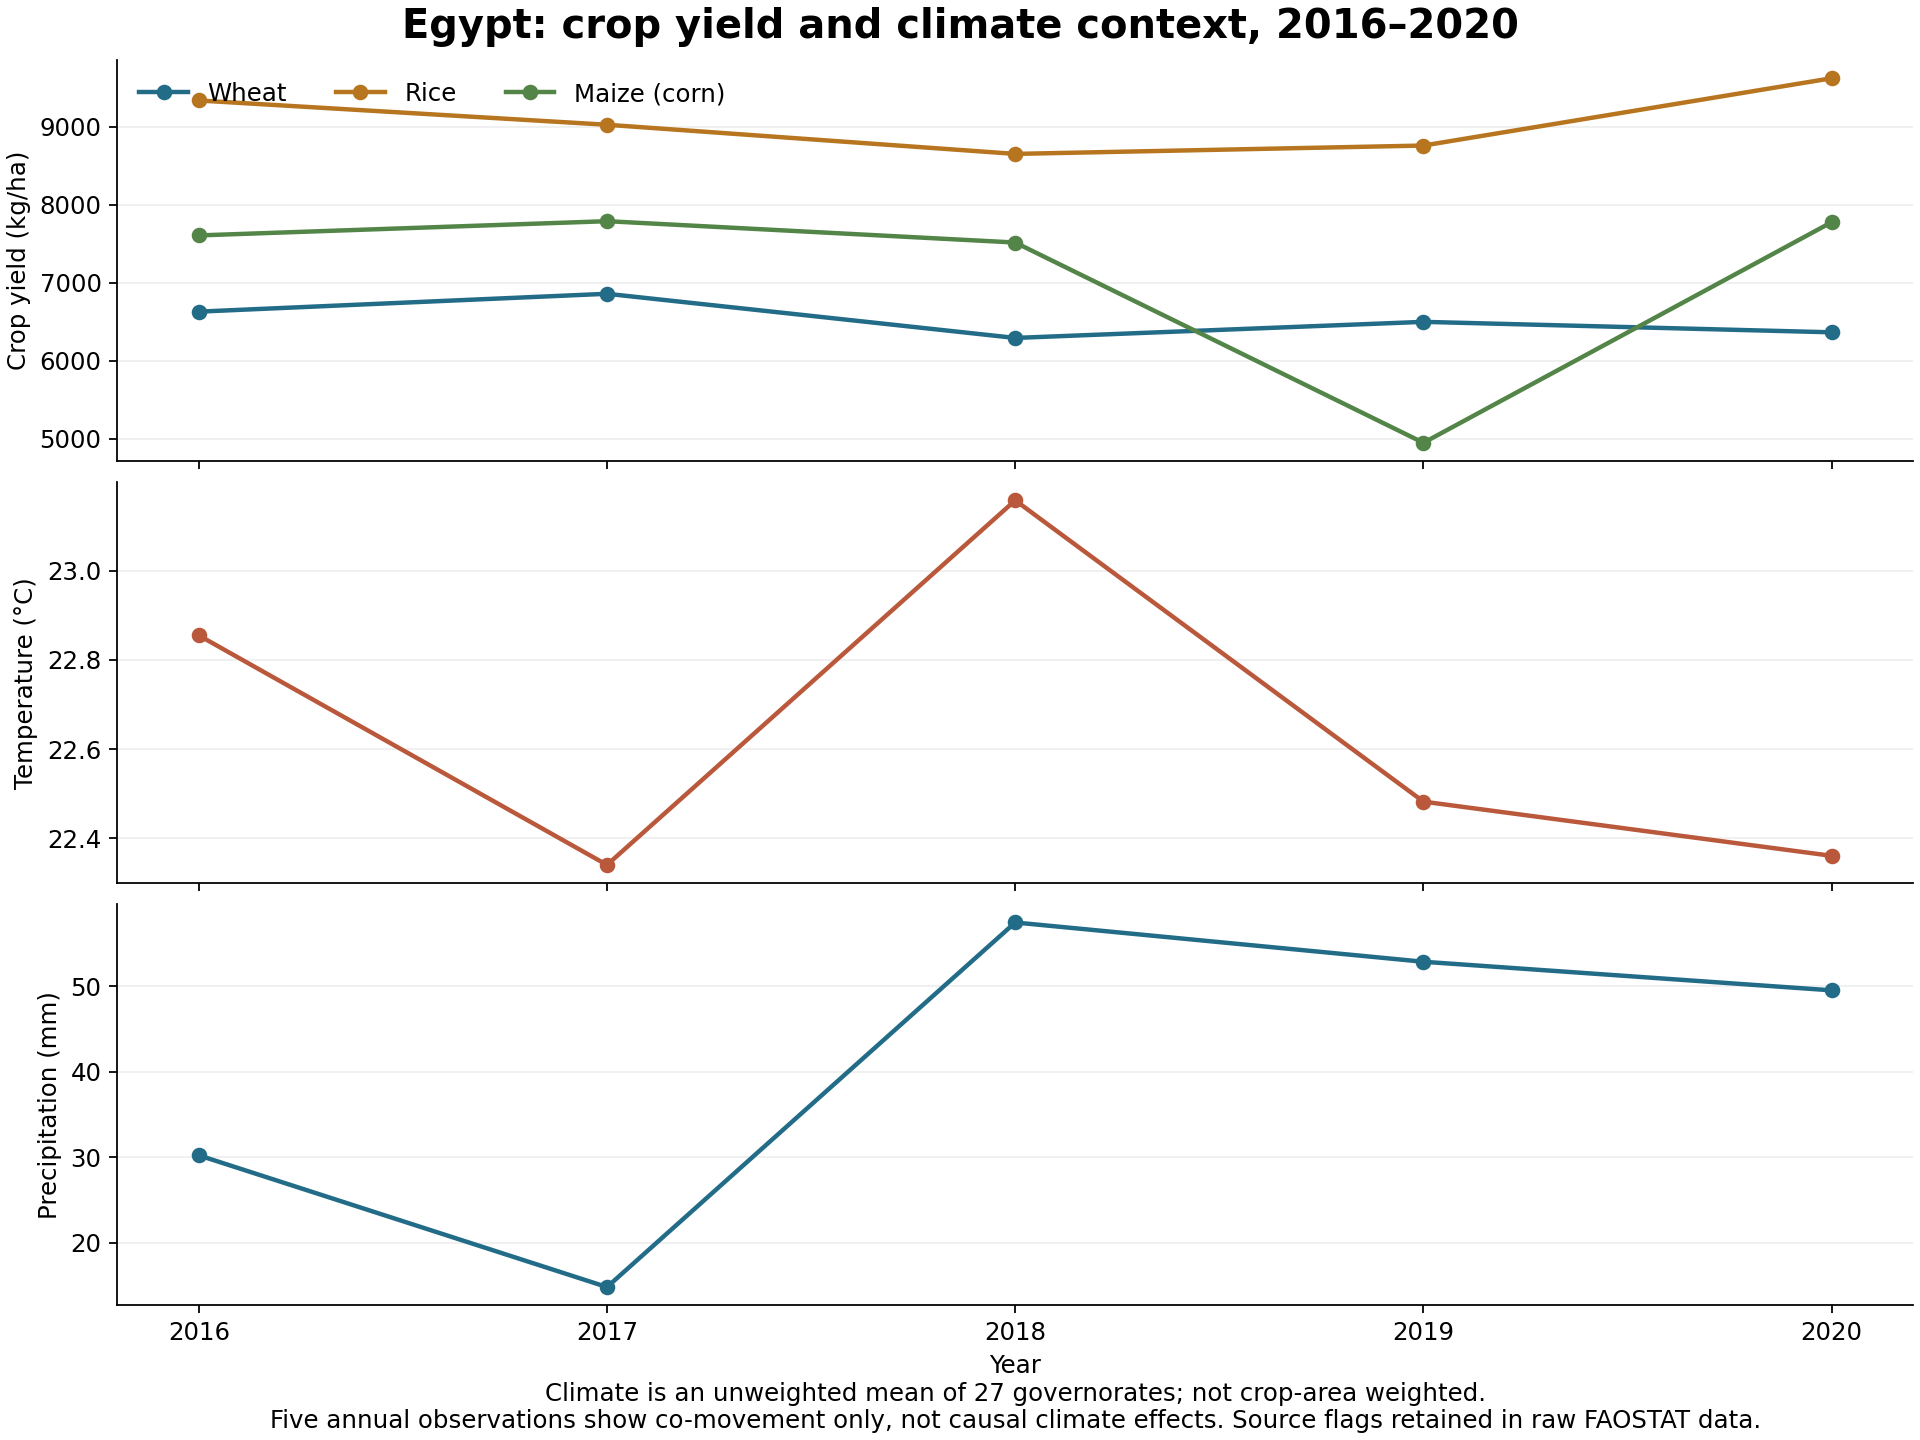 Egypt: crop yield and climate context, 2016–2020
Wheat
Rice
Maize (corn)
Crop yield (kg/ha)
9000
8000
7000
6000
5000
Temperature (°C)
23.0
22.8
22.6
22.4
Precipitation (mm)
50
40
30
20
2016 2017 2018 2019 2020
Year
Climate is an unweighted mean of 27 governorates; not crop-area weighted.
Five annual observations show co-movement only, not causal climate effects. Source flags retained in raw FAOSTAT data.